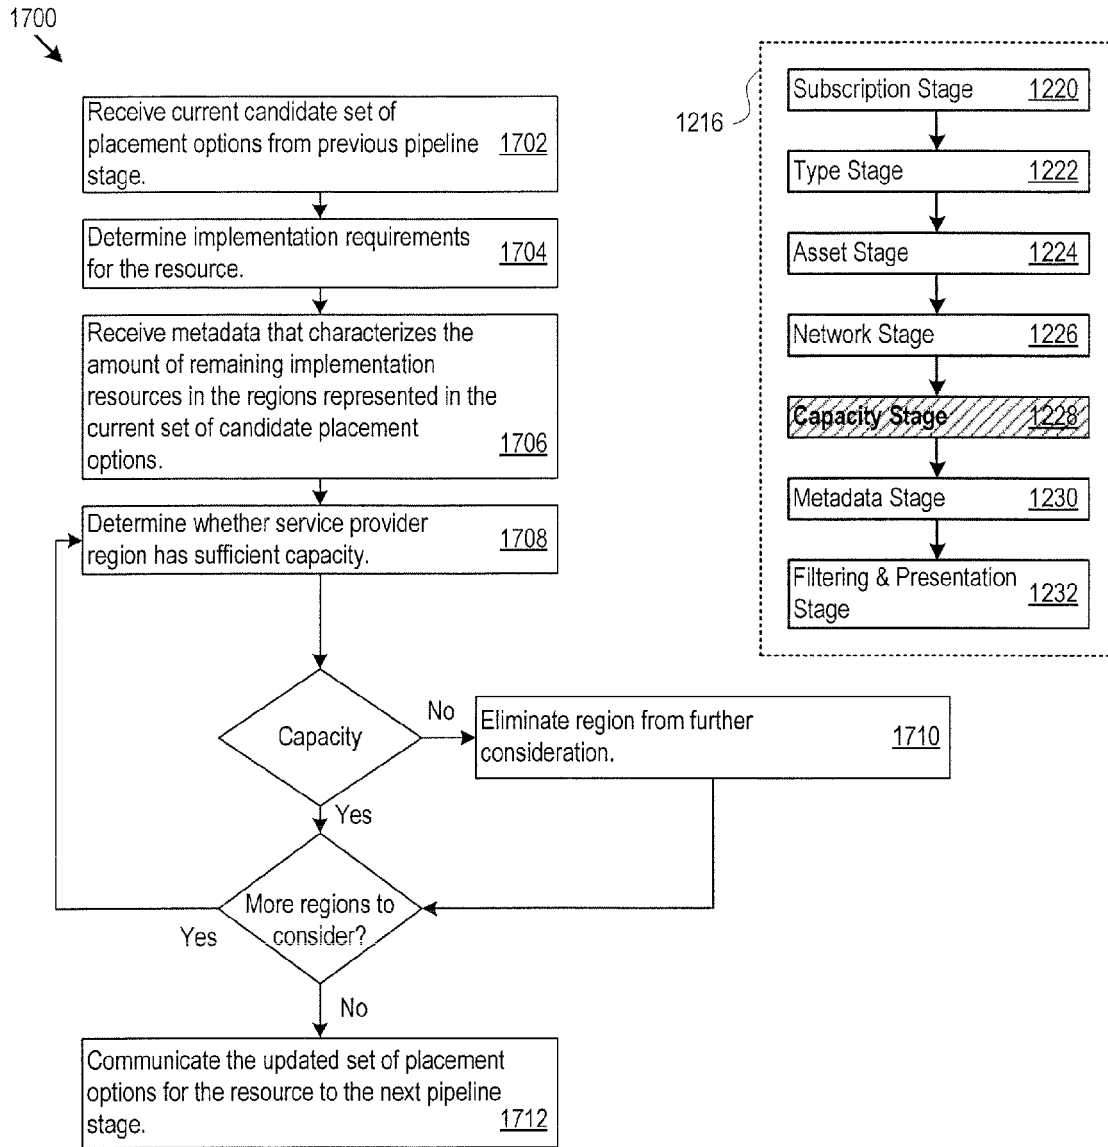 1700
Receive current candidate set of
placement options from previous pipeline
stage.
1702
Determine implementation requirements
for the resource.
1704
Receive metadata that characterizes the
amount of remaining implementation
resources in the regions represented in the
current set of candidate placement
options.
1706
Determine whether service provider
region has sufficient capacity.
1708
Capacity
No
Eliminate region from further
consideration.
1710
Yes
More regions to
consider?
Yes
No
Communicate the updated set of placement
options for the resource to the next pipeline
stage.
1712
1216
Subscription Stage 1220
Type Stage 1222
Asset Stage 1224
Network Stage 1226
Capacity Stage 1228
Metadata Stage 1230
Filtering & Presentation
Stage
1232